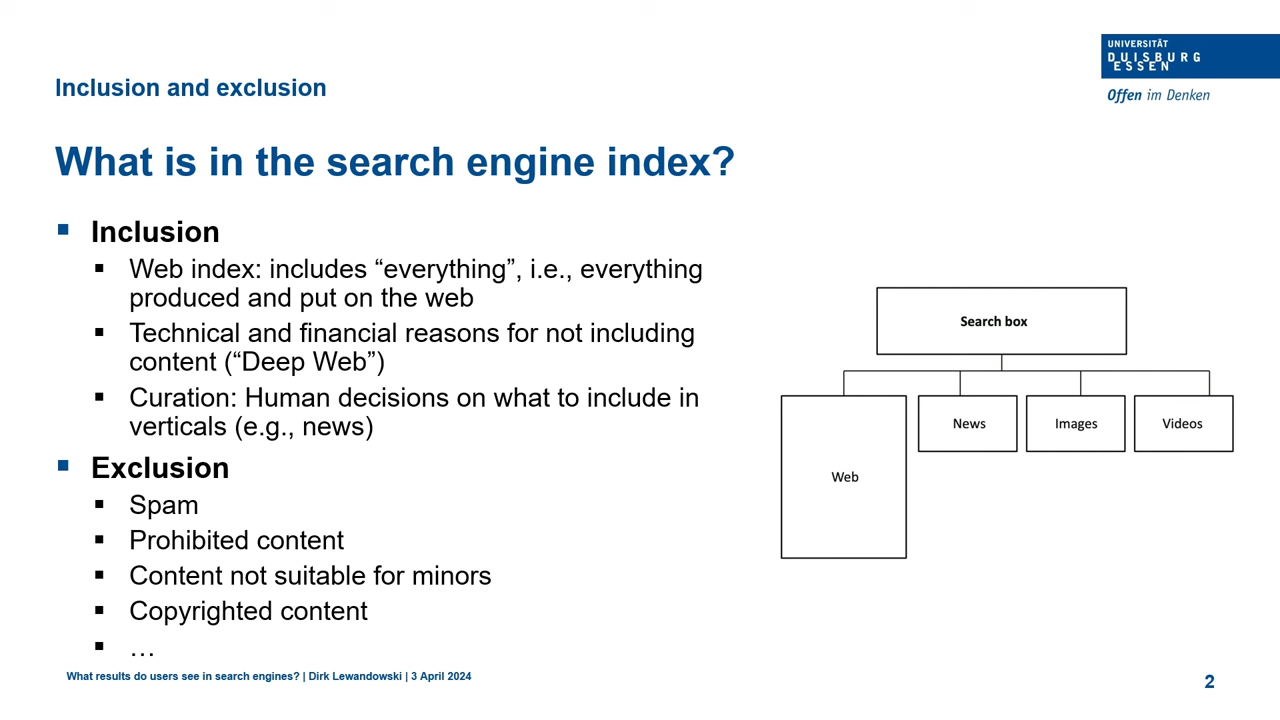 UNIVERSITÄT
DUISBURG
ESSEN
Offen im Denken
Inclusion and exclusion
What is in the search engine index?
Inclusion
Web index: includes “everything”, i.e., everything
produced and put on the web
Technical and financial reasons for not including
content (“Deep Web”)
Curation: Human decisions on what to include in
verticals (e.g., news)
Exclusion
Spam
Prohibited content
Content not suitable for minors
Copyrighted content
…
Search box
Web
News
Images
Videos
What results do users see in search engines? | Dirk Lewandowski | 3 April 2024
2